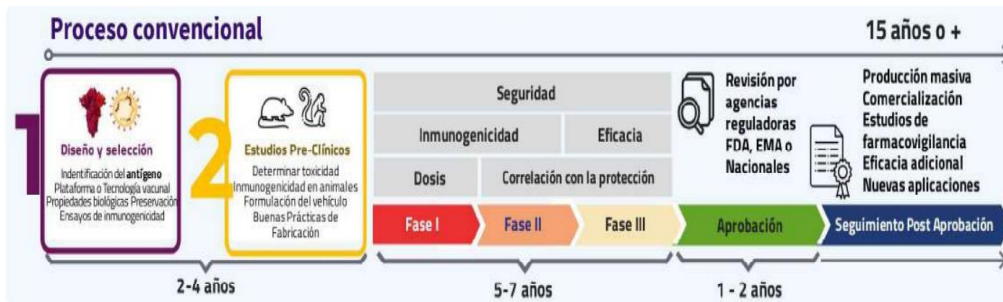 Proceso convencional
15 años o +
1
Diseño y selección
Indentificación del antígeno
Plataforma o Tecnología vacunal
Propiedades biológicas Preservación
Ensayos de inmunogenicidad
2
Estudios Pre-Clínicos
Determinar toxicidad
Inmunogenicidad en animales
Formulación del vehículo
Buenas Prácticas de
Fabricación
Seguridad
Inmunogenicidad
Eficacia
Dosis
Correlación con la protección
Fase I
Fase II
Fase III
Revisión por
agencias
reguladoras
FDA, EMA o
Nacionales
Aprobación
Producción masiva
Comercialización
Estudios de
farmacovigilancia
Eficacia adicional
Nuevas aplicaciones
Seguimiento Post Aprobación
2-4 años
5-7 años
1 - 2 años